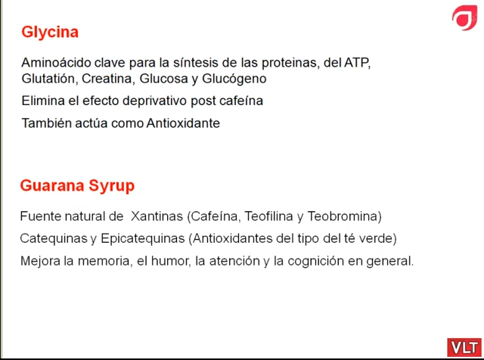 Glycina
Aminoácido clave para la síntesis de las proteinas, del ATP,
Glutatión, Creatina, Glucosa y Glucógeno
Elimina el efecto deprivativo post cafeína
También actúa como Antioxidante
Guarana Syrup
Fuente natural de Xantinas (Cafeína, Teofilina y Teobromina)
Catequinas y Epicatequinas (Antioxidantes del tipo del té verde)
Mejora la memoria, el humor, la atención y la cognición en general.
VLT